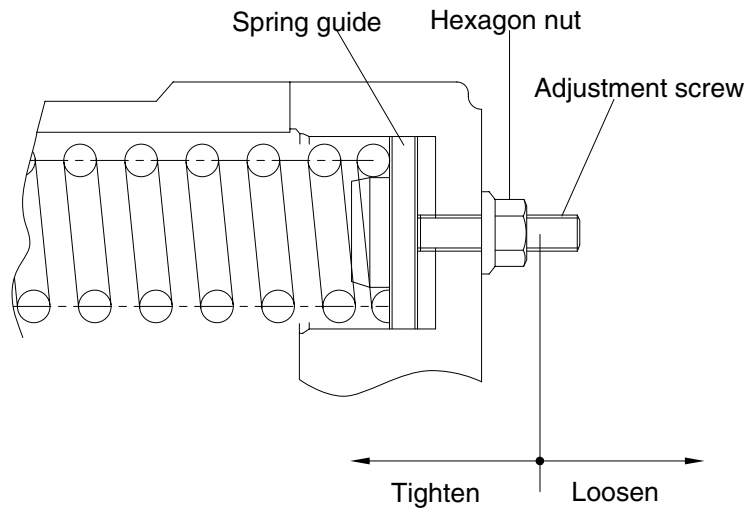 Spring guide
Hexagon nut
Adjustment screw
Tighten
Loosen